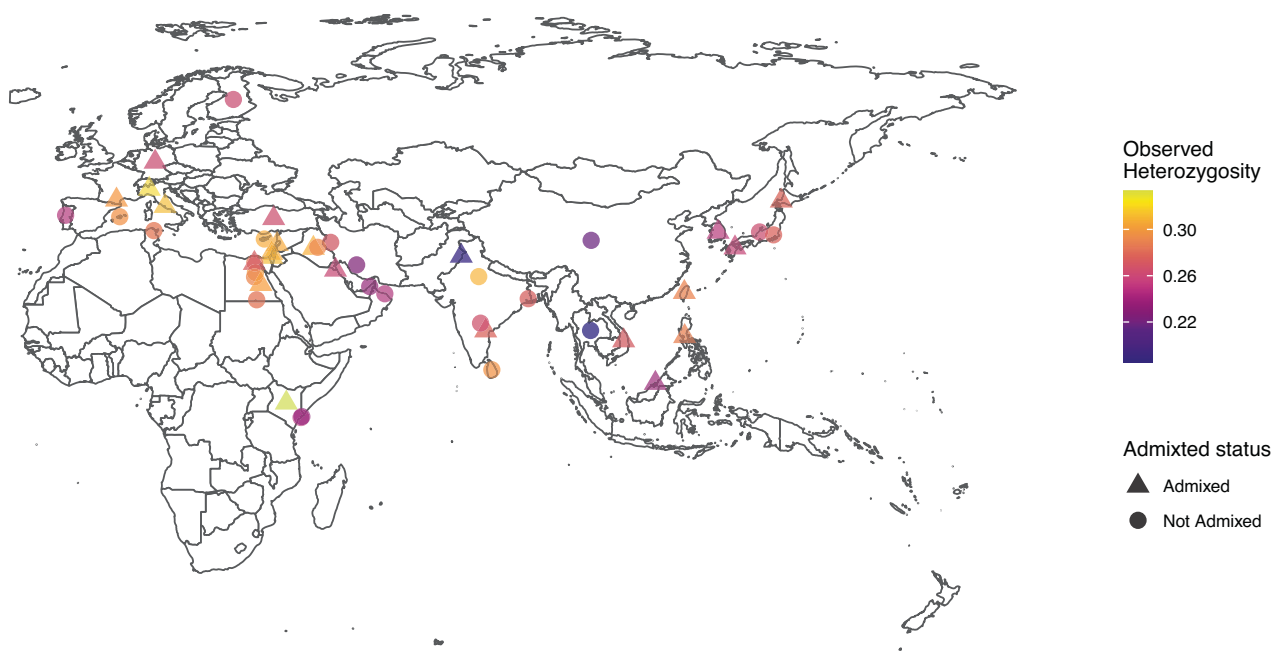 Observed
Heterozygosity
0.30
0.26
0.22
Admixted status
Admixed
Not Admixed